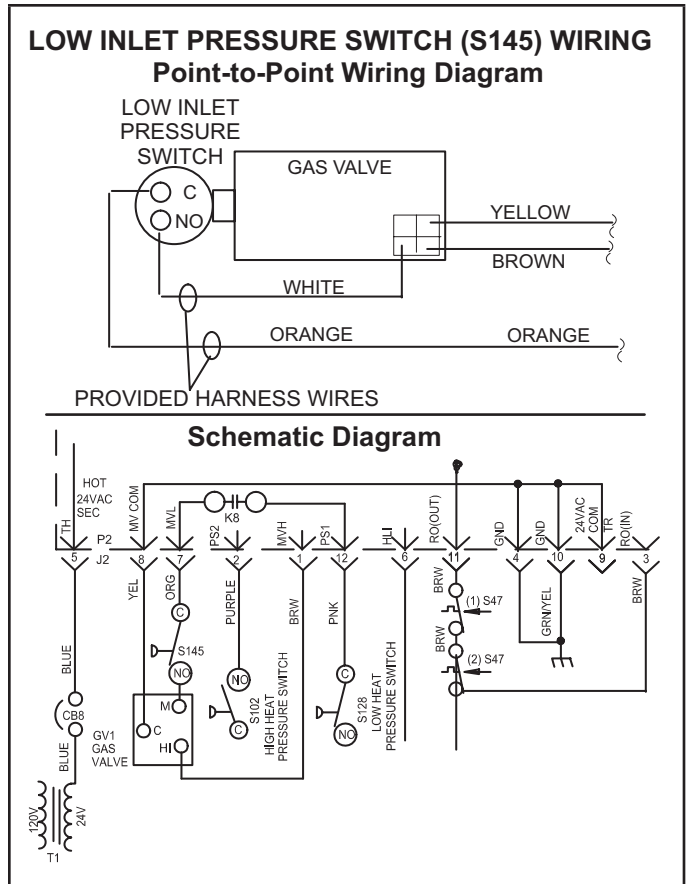 LOW INLET PRESSURE SWITCH (S145) WIRING
Point-to-Point Wiring Diagram
LOW INLET
PRESSURE
SWITCH
GAS VALVE
C
NO
YELLOW
BROWN
WHITE
ORANGE
ORANGE
PROVIDED HARNESS WIRES
Schematic Diagram
HOT
24VAC
SEC
TH
MV COM
MVL
K8
PS2
MVH
PS1
HLI
RO(OUT)
GND
GND
24VAC
COM
TR
RO(IN)
P2
J2
5
8
7
2
1
12
6
11
4
10
9
3
BLUE
YEL
ORG
PURPLE
BRW
PNK
BRW
GRN/YEL
BRW
C
S145
NO
(1) S47
BRW
(2) S47
CB8
BLUE
GV1
GAS
VALVE
M
C
HI
NO
C
S102
HIGH HEAT
PRESSURE SWITCH
C
NO
S128
LOW HEAT
PRESSURE SWITCH
120V
24V
T1